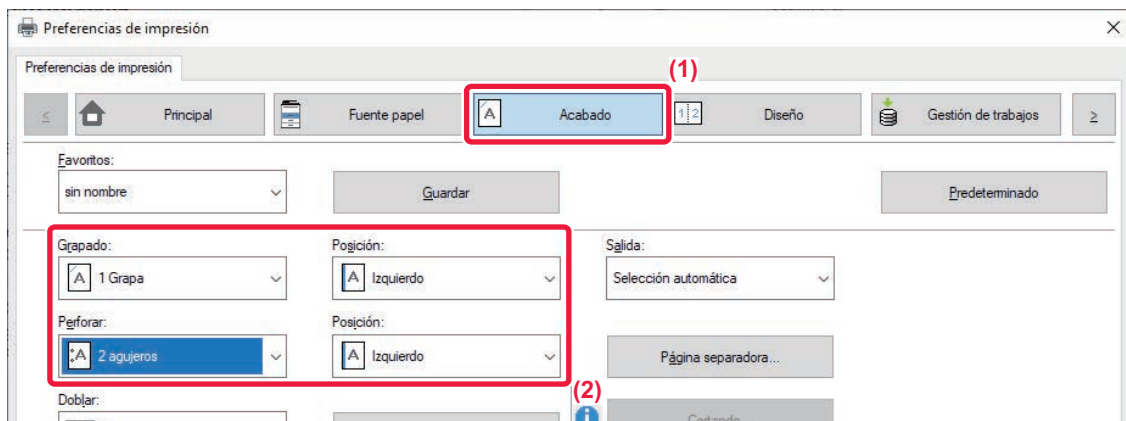 Preferencias de impresión
Preferencias de impresión
(1)
< Principal Fuente papel Acabado Diseño Gestión de trabajos >
Favoritos:
sin nombre Guardar Predeterminado
Grapado: Posición: Salida:
1 Grapa Izquierdo Selección automática
Perforar: Posición:
2 agujeros Izquierdo Página separadora...
(2)
Doblar:
Cortando